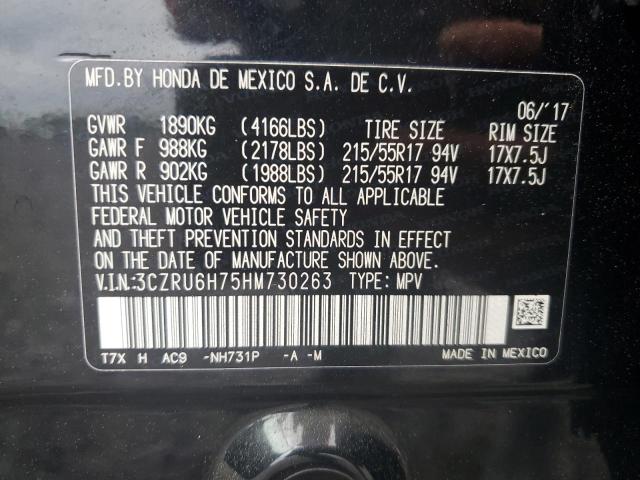 MFD. BY HONDA DE MEXICO S.A. DE C.V.
06/'17
GVWR 1890KG (4166LBS) TIRE SIZE RIM SIZE
GAWR F 988KG (2178LBS) 215/55R17 94V 17X7.5J
GAWR R 902KG (1988LBS) 215/55R17 94V 17X7.5J
THIS VEHICLE CONFORMS TO ALL APPLICABLE
FEDERAL MOTOR VEHICLE SAFETY
AND THEFT PREVENTION STANDARDS IN EFFECT
ON THE DATE OF MANUFACTURE SHOWN ABOVE.
V.I.N.:3CZRU6H75HM730263 TYPE: MPV
T7X H AC9 -NH731P -A -M
MADE IN MEXICO